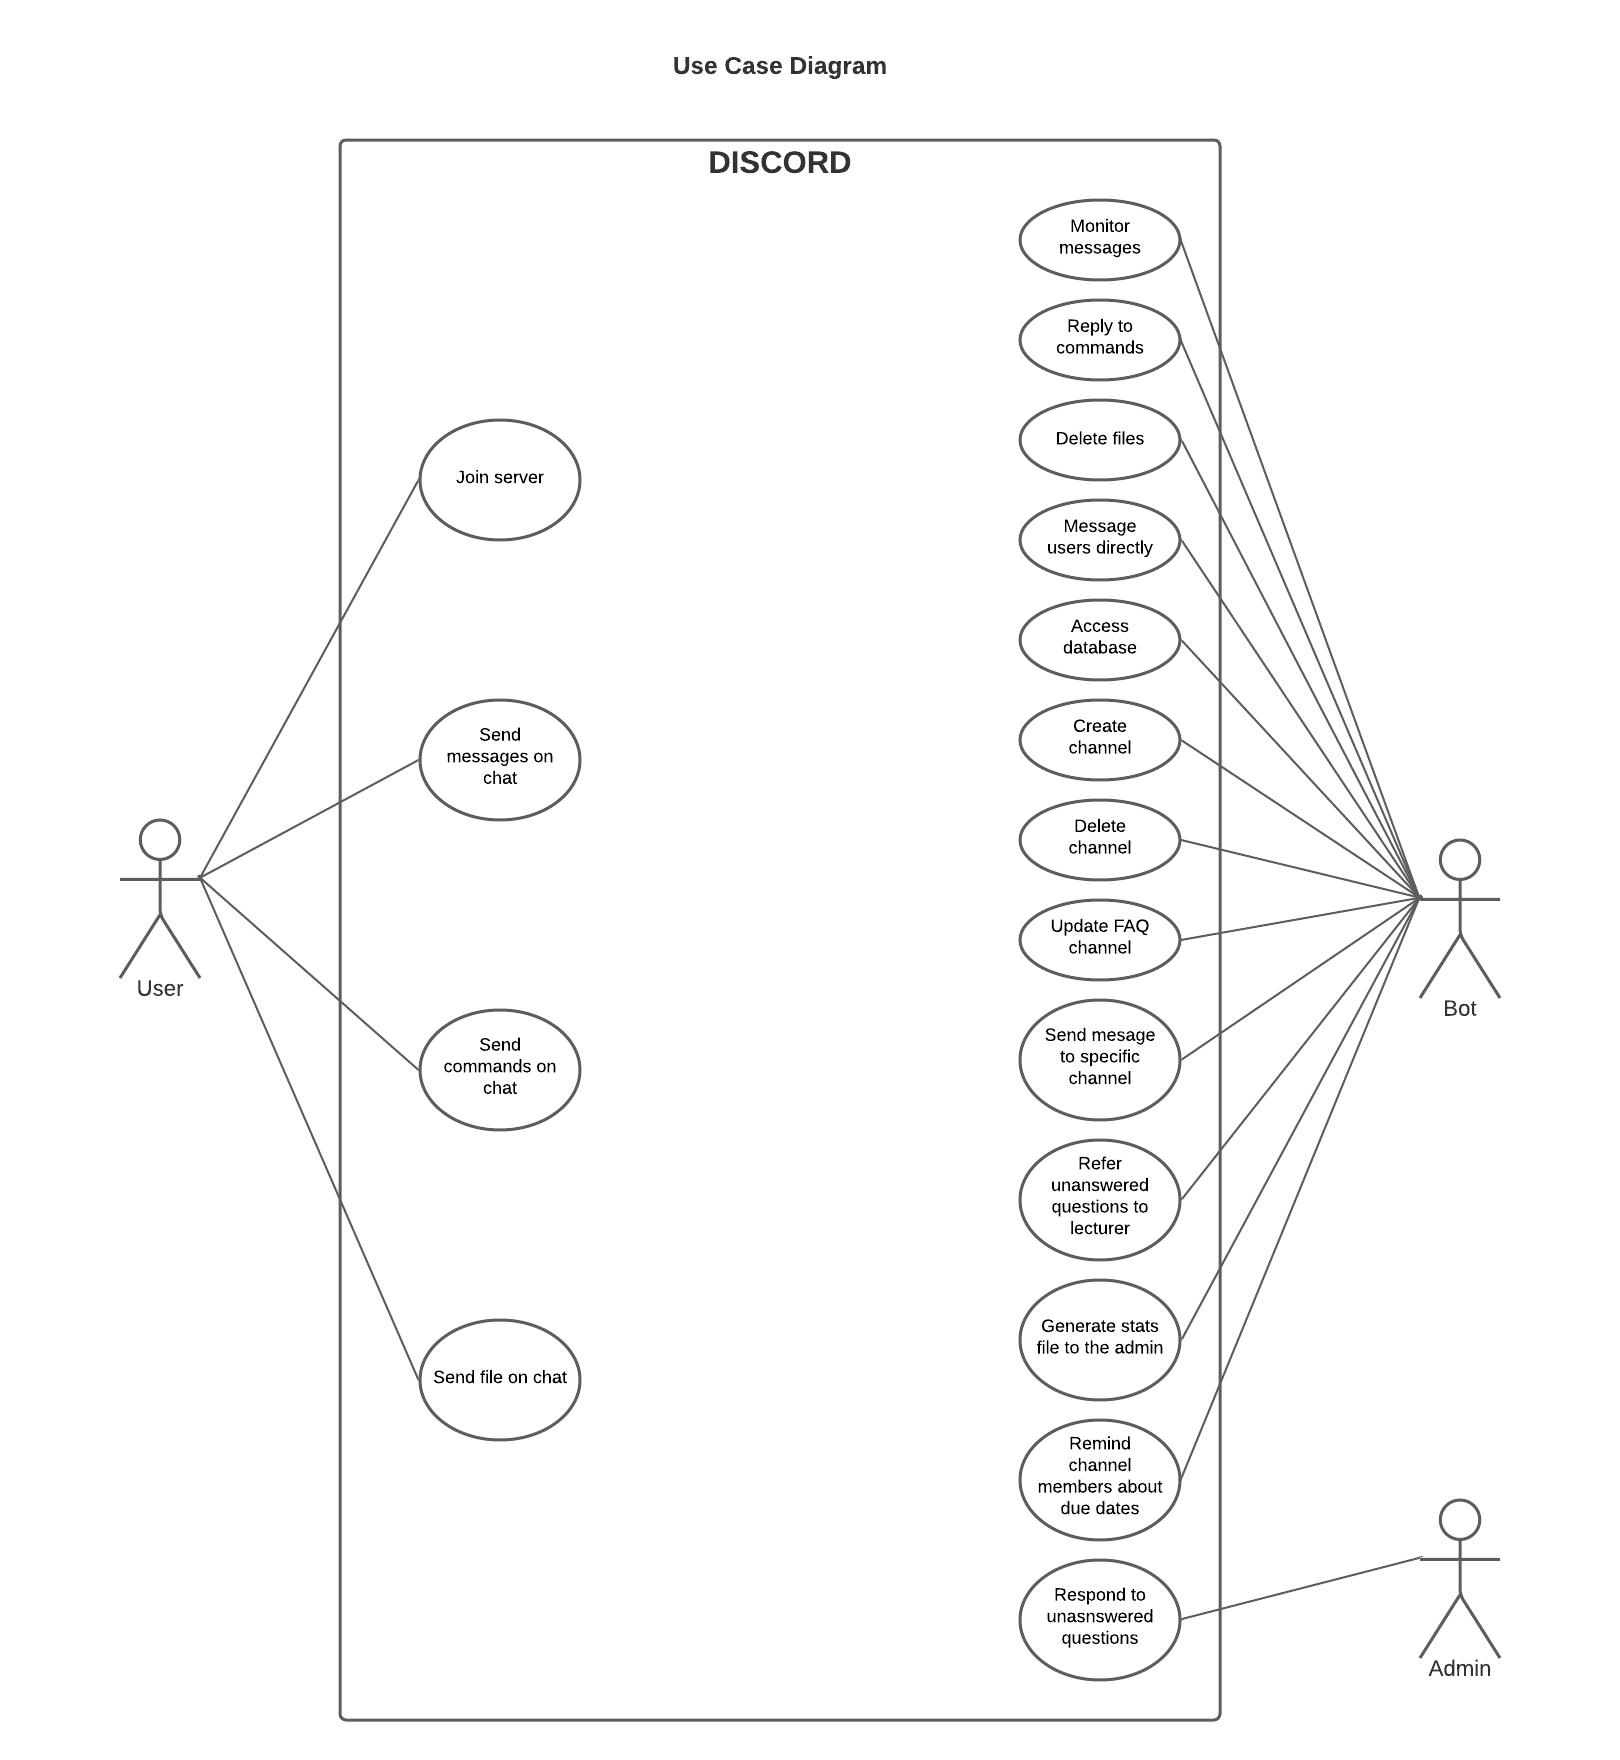 Use Case Diagram
DISCORD
Monitor
messages
Reply to
commands
Delete files
Join server
Message
users directly
Access
database
Send
messages on
chat
Create
channel
Delete
channel
User
Update FAQ
channel
Bot
Send
commands on
chat
Send mesage
to specific
channel
Refer
unanswered
questions to
lecturer
Send file on chat
Generate stats
file to the admin
Remind
channel
members about
due dates
Respond to
unasnswered
questions
Admin